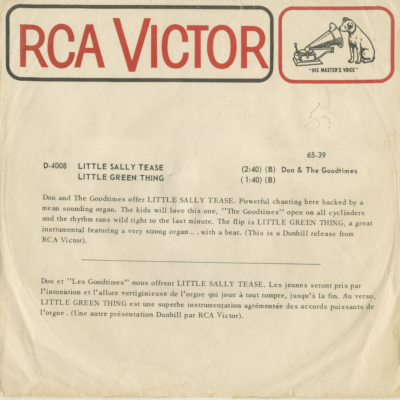 RCA VICTOR
"HIS MASTER'S VOICE"
65-39
D-4008 LITTLE SALLY TEASE (2:40) (B) Don & The Goodtimes
LITTLE GREEN THING (1:40) (B)
Don and The Goodtimes offer LITTLE SALLY TEASE. Powerful chanting here backed by a
mean sounding organ. The kids will love this one, "The Goodtimes" open on all cyclinders
and the rhythm runs wild right to the last minute. The flip is LITTLE GREEN THING, a great
instrumental featuring a very strong organ... with a beat. (This is a Dunhill release from
RCA Victor).
Don et "Les Goodtimes" nous offrent LITTLE SALLY TEASE. Les jeunes seront pris par
l'intonation et l'allure vertiginieuse de l'orgue qui joue à tout rompre, jusqu'à la fin. Au verso,
LITTLE GREEN THING est une superbe instrumentation agrémentée des accords puissants de
l'orgue. (Une autre présentation Dunhill par RCA Victor).